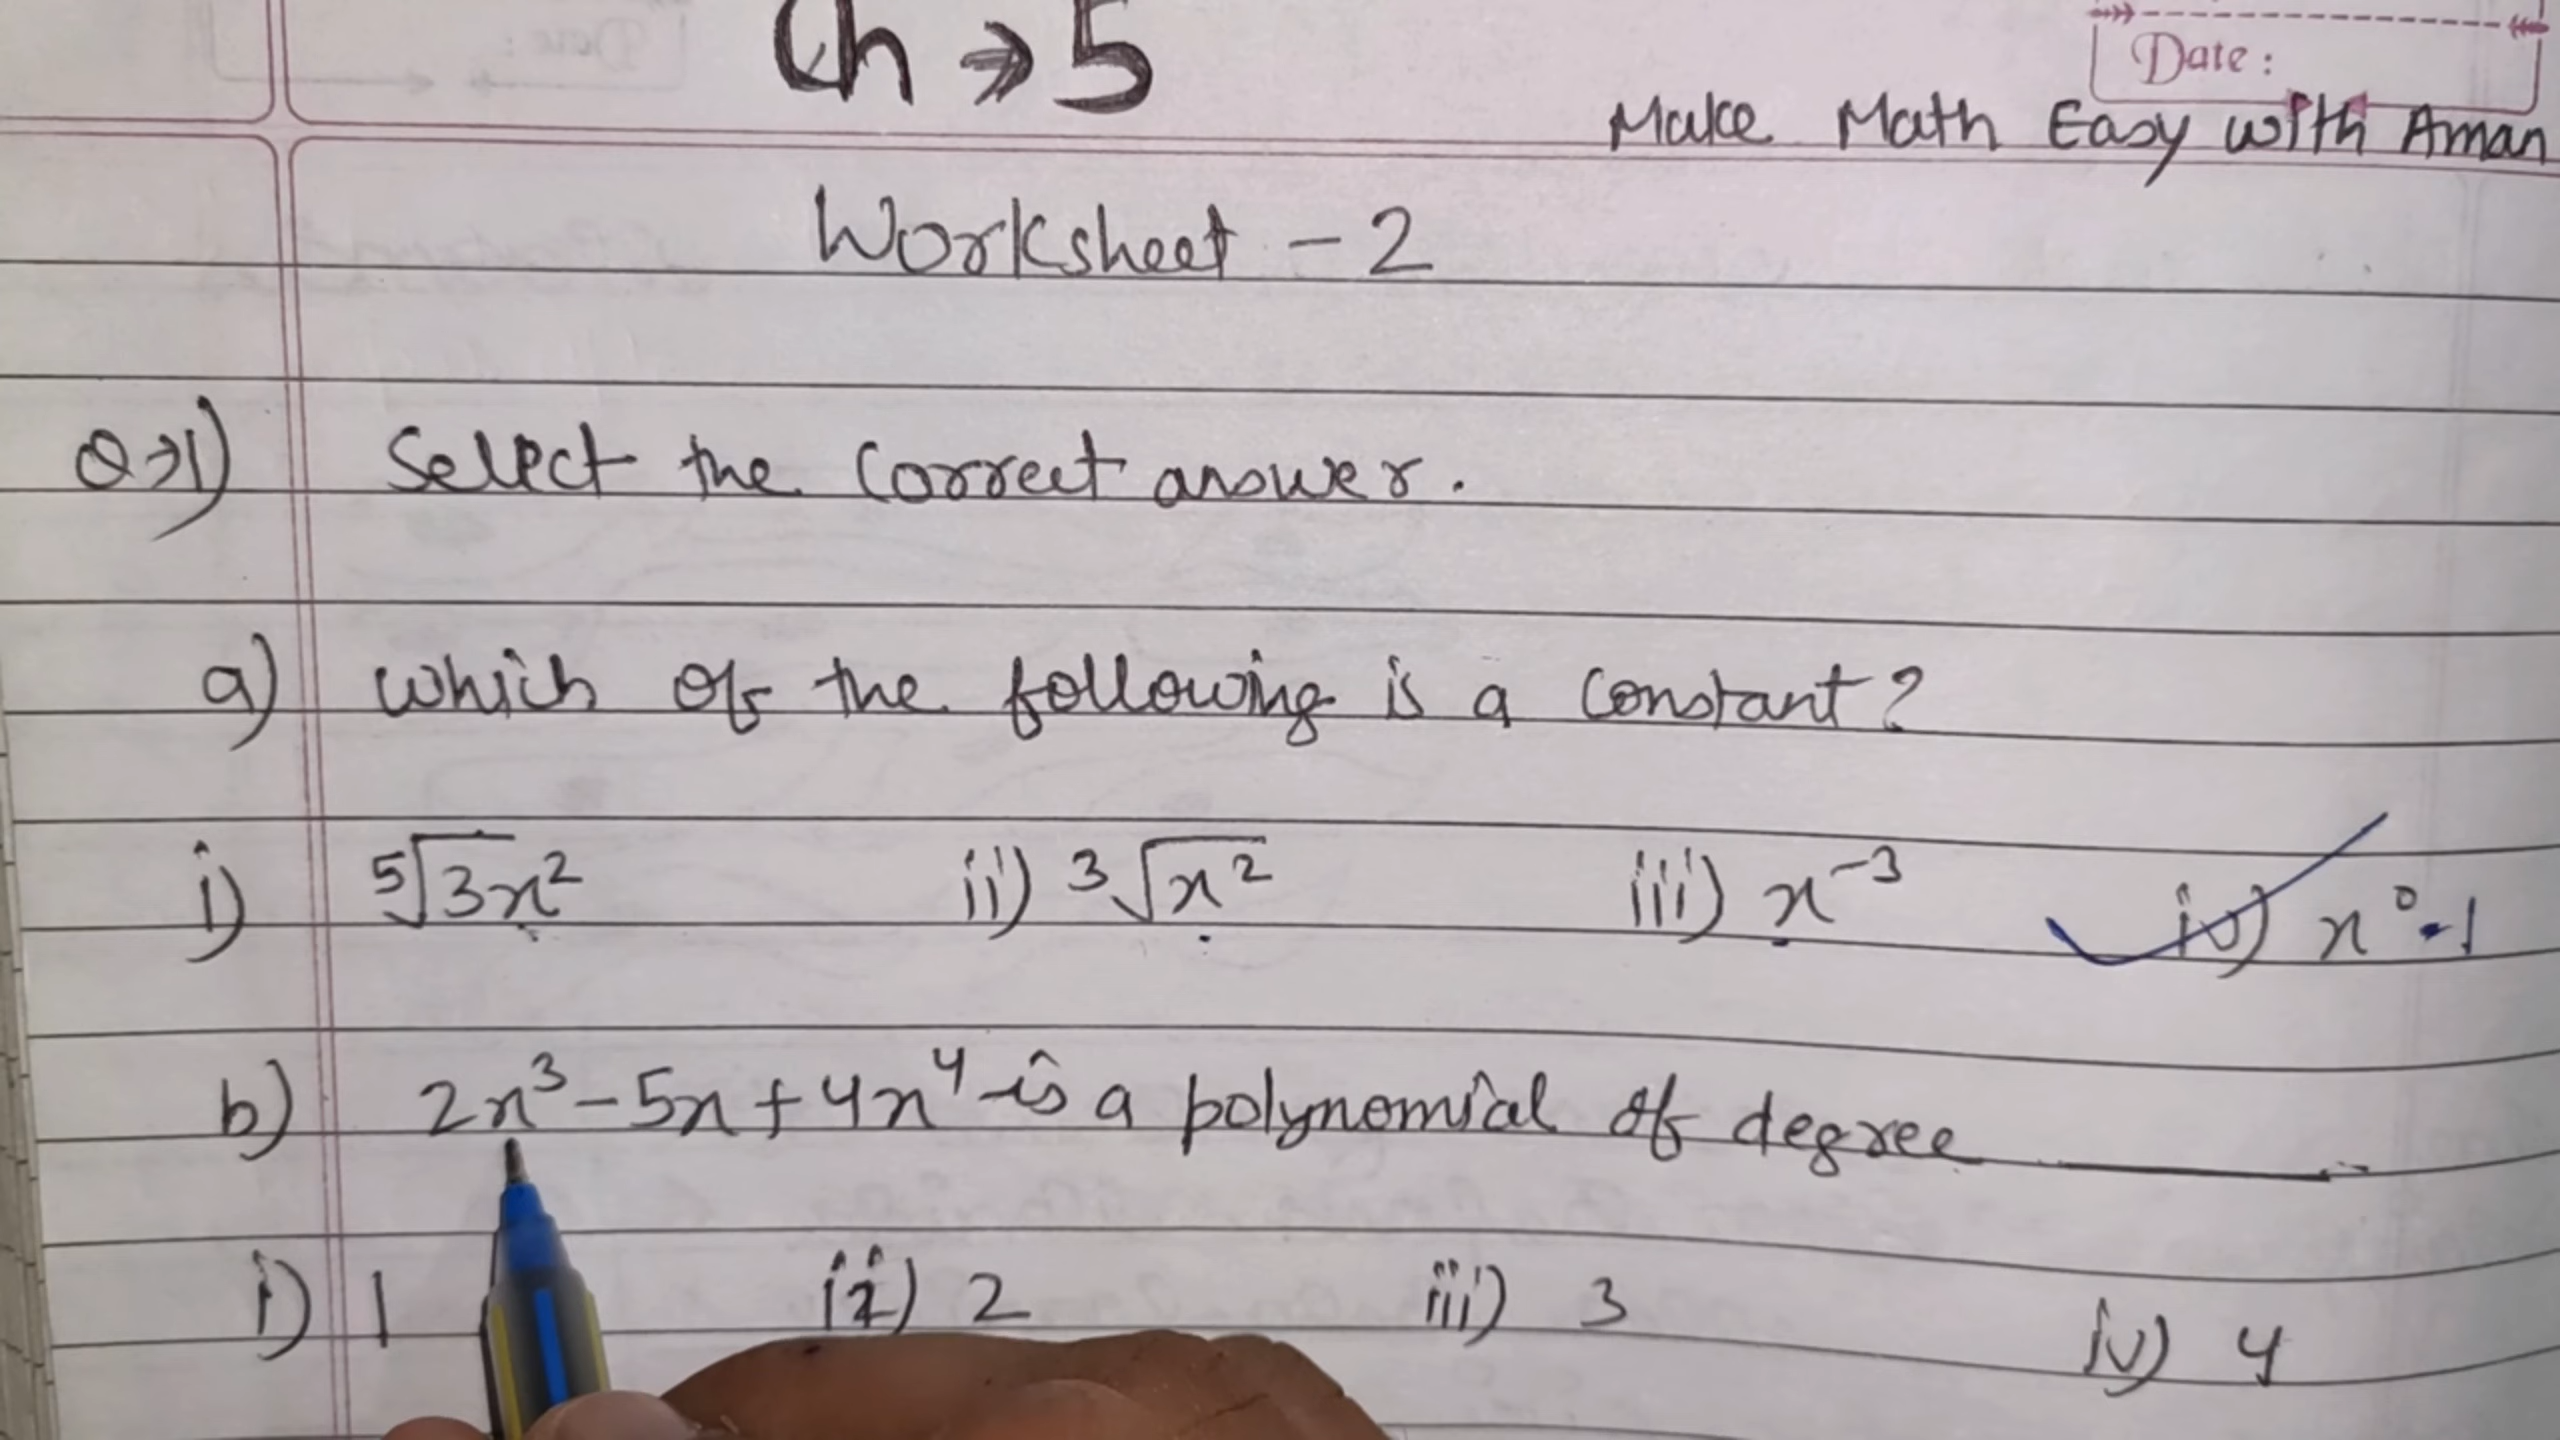 Ch → 5
Date :
Make Math Easy with Aman
Worksheet - 2
Q→1) Select the correct answer.
a) which of the following is a constant?
i) ⁵√3x² ii) ³√x² iii) x⁻³ iv) x⁰-1
b) 2x³-5x+4x⁴ is a polynomial of degree ______
i) 1 ii) 2 iii) 3 iv) 4